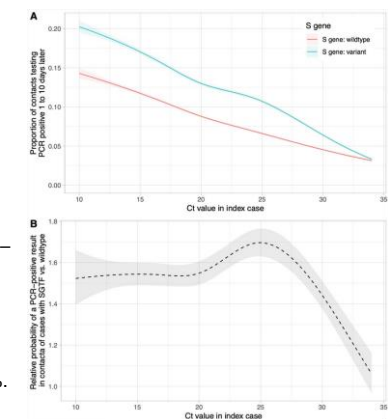 A
Proportion of contacts testing
PCR positive 1 to 10 days later
0.20
0.15
0.10
0.05
0.00
S gene
S gene: wildtype
S gene: variant
10
15
20
25
30
35
Ct value in index case
B
Relative probability of a PCR-positive result
in contacts of cases with SGTF vs. wildtype
1.8
1.6
1.4
1.2
1.0
10
15
20
25
30
35
Ct value in index case